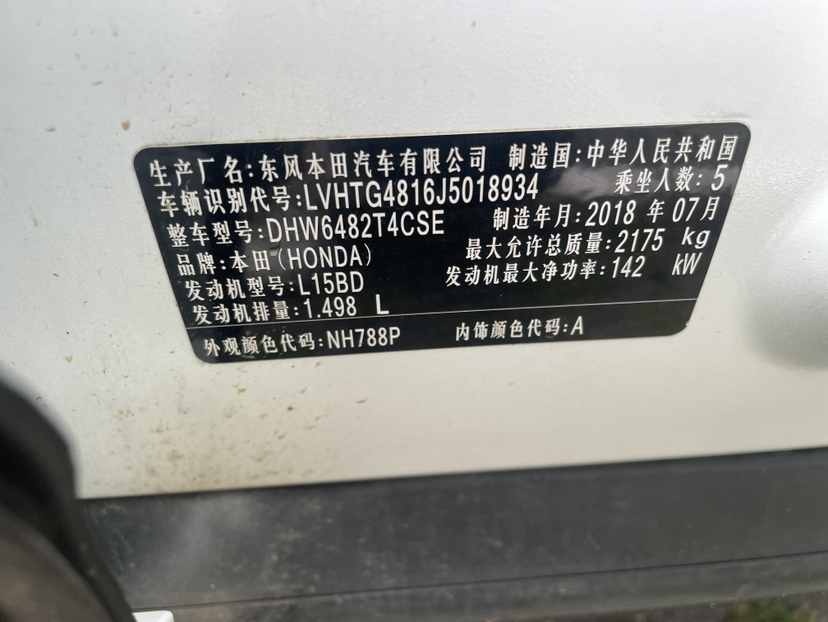 生产厂名:东风本田汽车有限公司 制造国:中华人民共和国
车辆识别代号:LVHTG4816J5018934 乘坐人数:5
整车型号:DHW6482T4CSE 制造年月:2018 年 07月
品牌:本田(HONDA) 最大允许总质量:2175 kg
发动机型号:L15BD 发动机最大净功率:142 kW
发动机排量:1.498 L
外观颜色代码:NH788P 内饰颜色代码:A